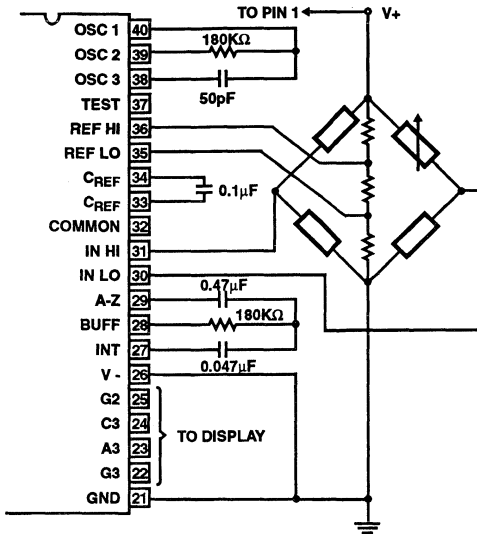 TO PIN 1 V+
OSC 1 40
180KΩ
OSC 2 39
OSC 3 38
50pF
TEST 37
REF HI 36
REF LO 35
CREF 34
0.1µF
CREF 33
COMMON 32
IN HI 31
IN LO 30
0.47µF
A-Z 29
BUFF 28 180KΩ
INT 27
0.047µF
V - 26
G2 25
C3 24
TO DISPLAY
A3 23
G3 22
GND 21